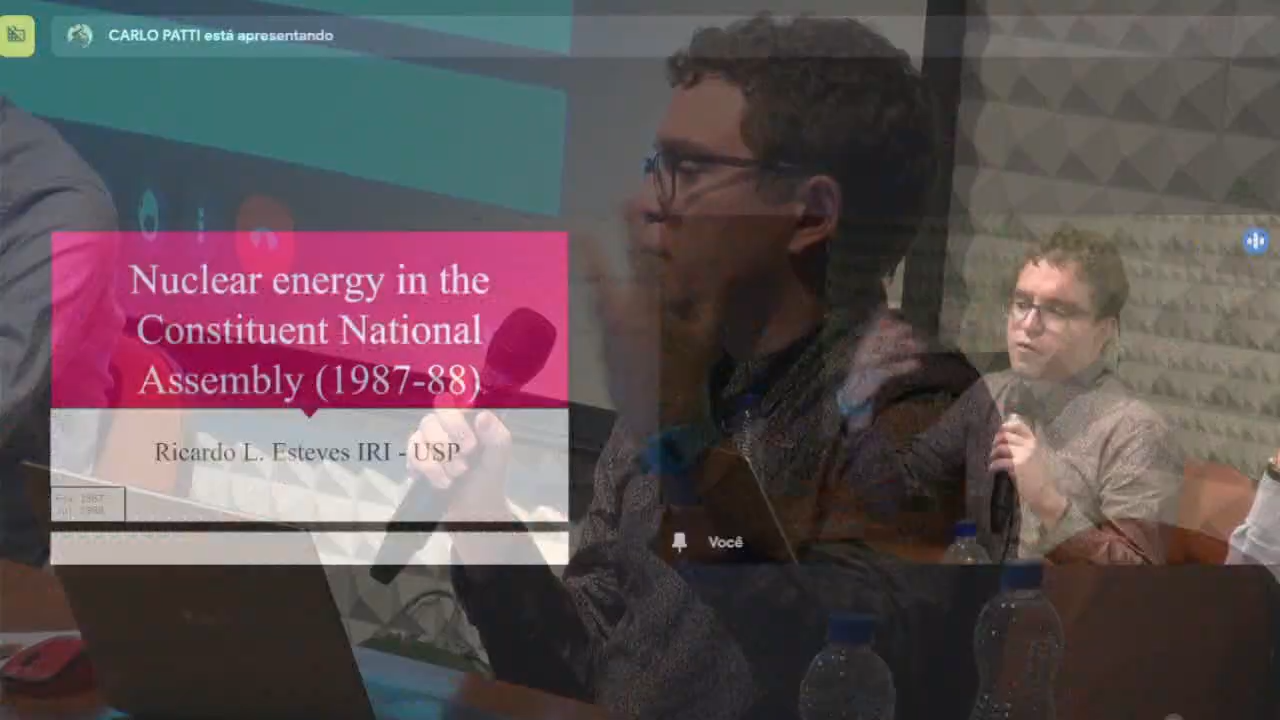 CARLO PATTI está apresentando
Nuclear energy in the
Constituent National
Assembly (1987-88)
Ricardo L. Esteves IRI - USP
Você